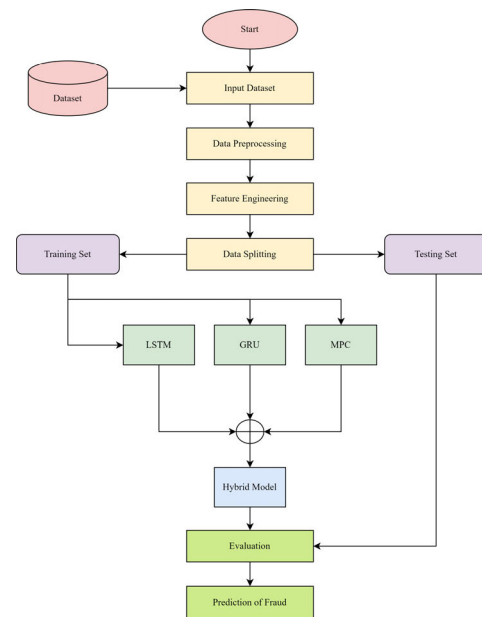 Start
Dataset
Input Dataset
Data Preprocessing
Feature Engineering
Training Set
Data Splitting
Testing Set
LSTM
GRU
MPC
Hybrid Model
Evaluation
Prediction of Fraud